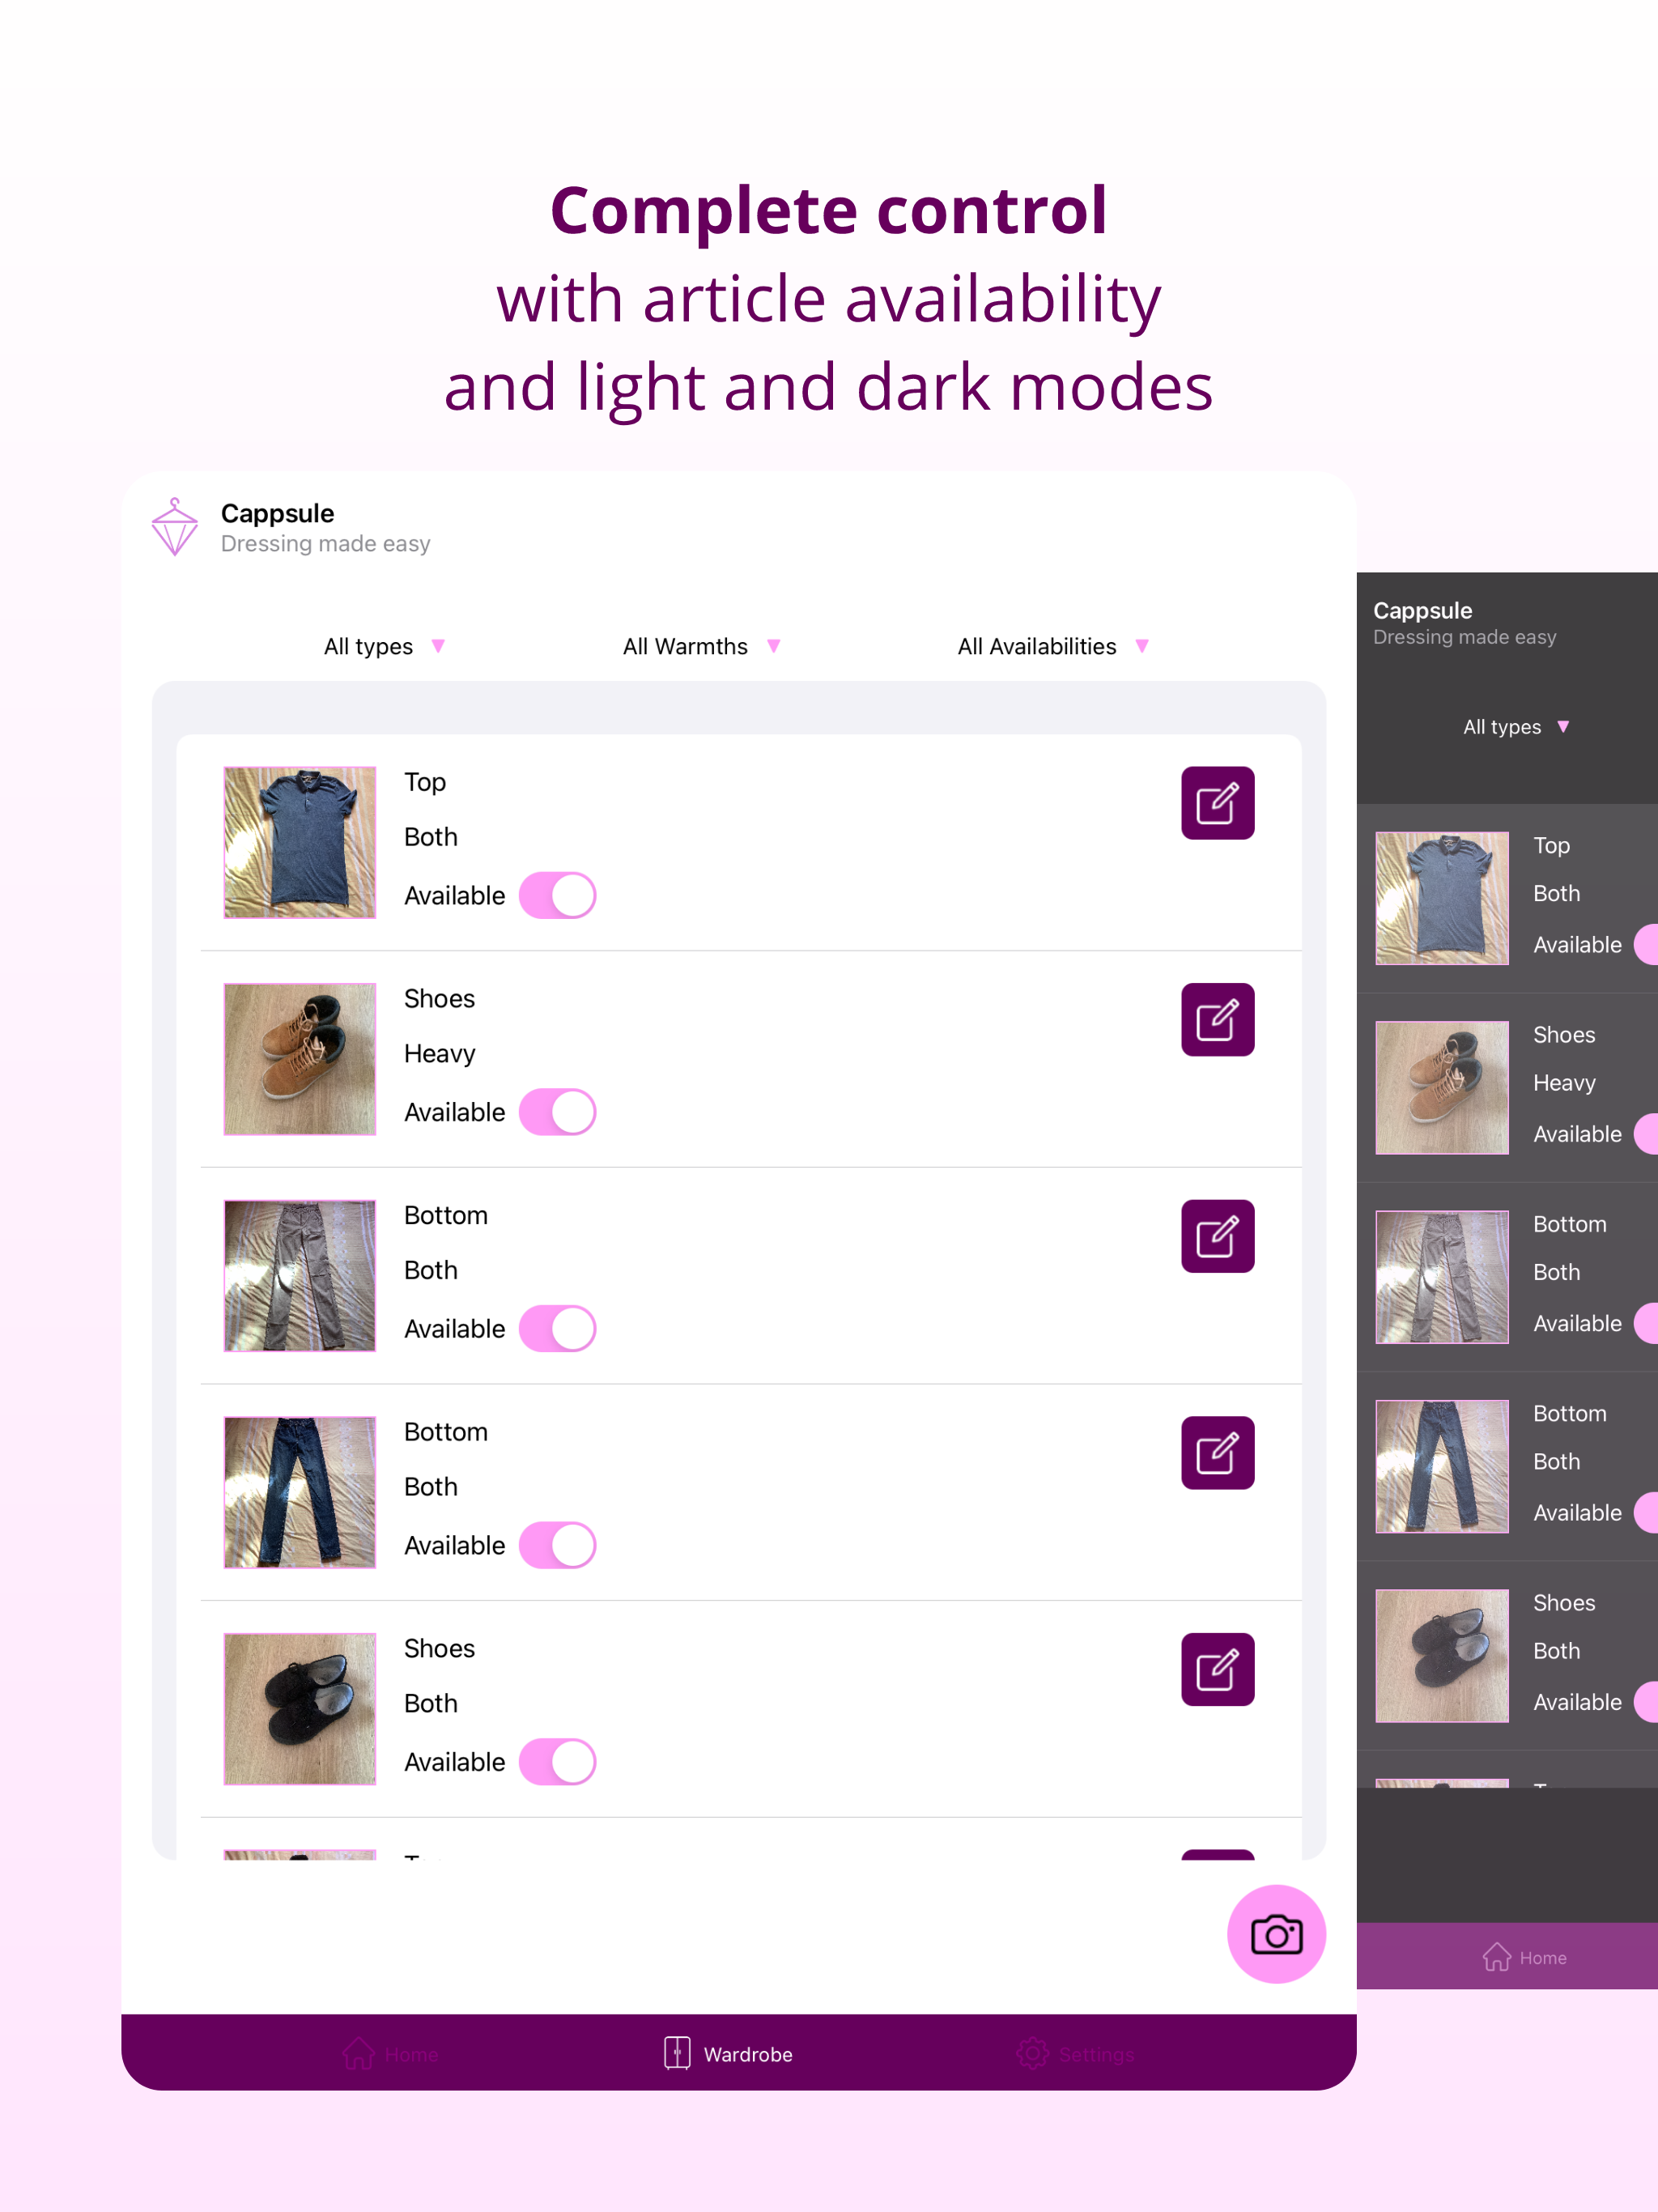 Complete control
with article availability
and light and dark modes
Cappsule
Dressing made easy
All types
All Warmths
All Availabilities
Top
Both
Available
Shoes
Heavy
Available
Bottom
Both
Available
Bottom
Both
Available
Shoes
Both
Available
Home
Wardrobe
Settings
Cappsule
Dressing made easy
All types
Top
Both
Available
Shoes
Heavy
Available
Bottom
Both
Available
Bottom
Both
Available
Shoes
Both
Available
Home